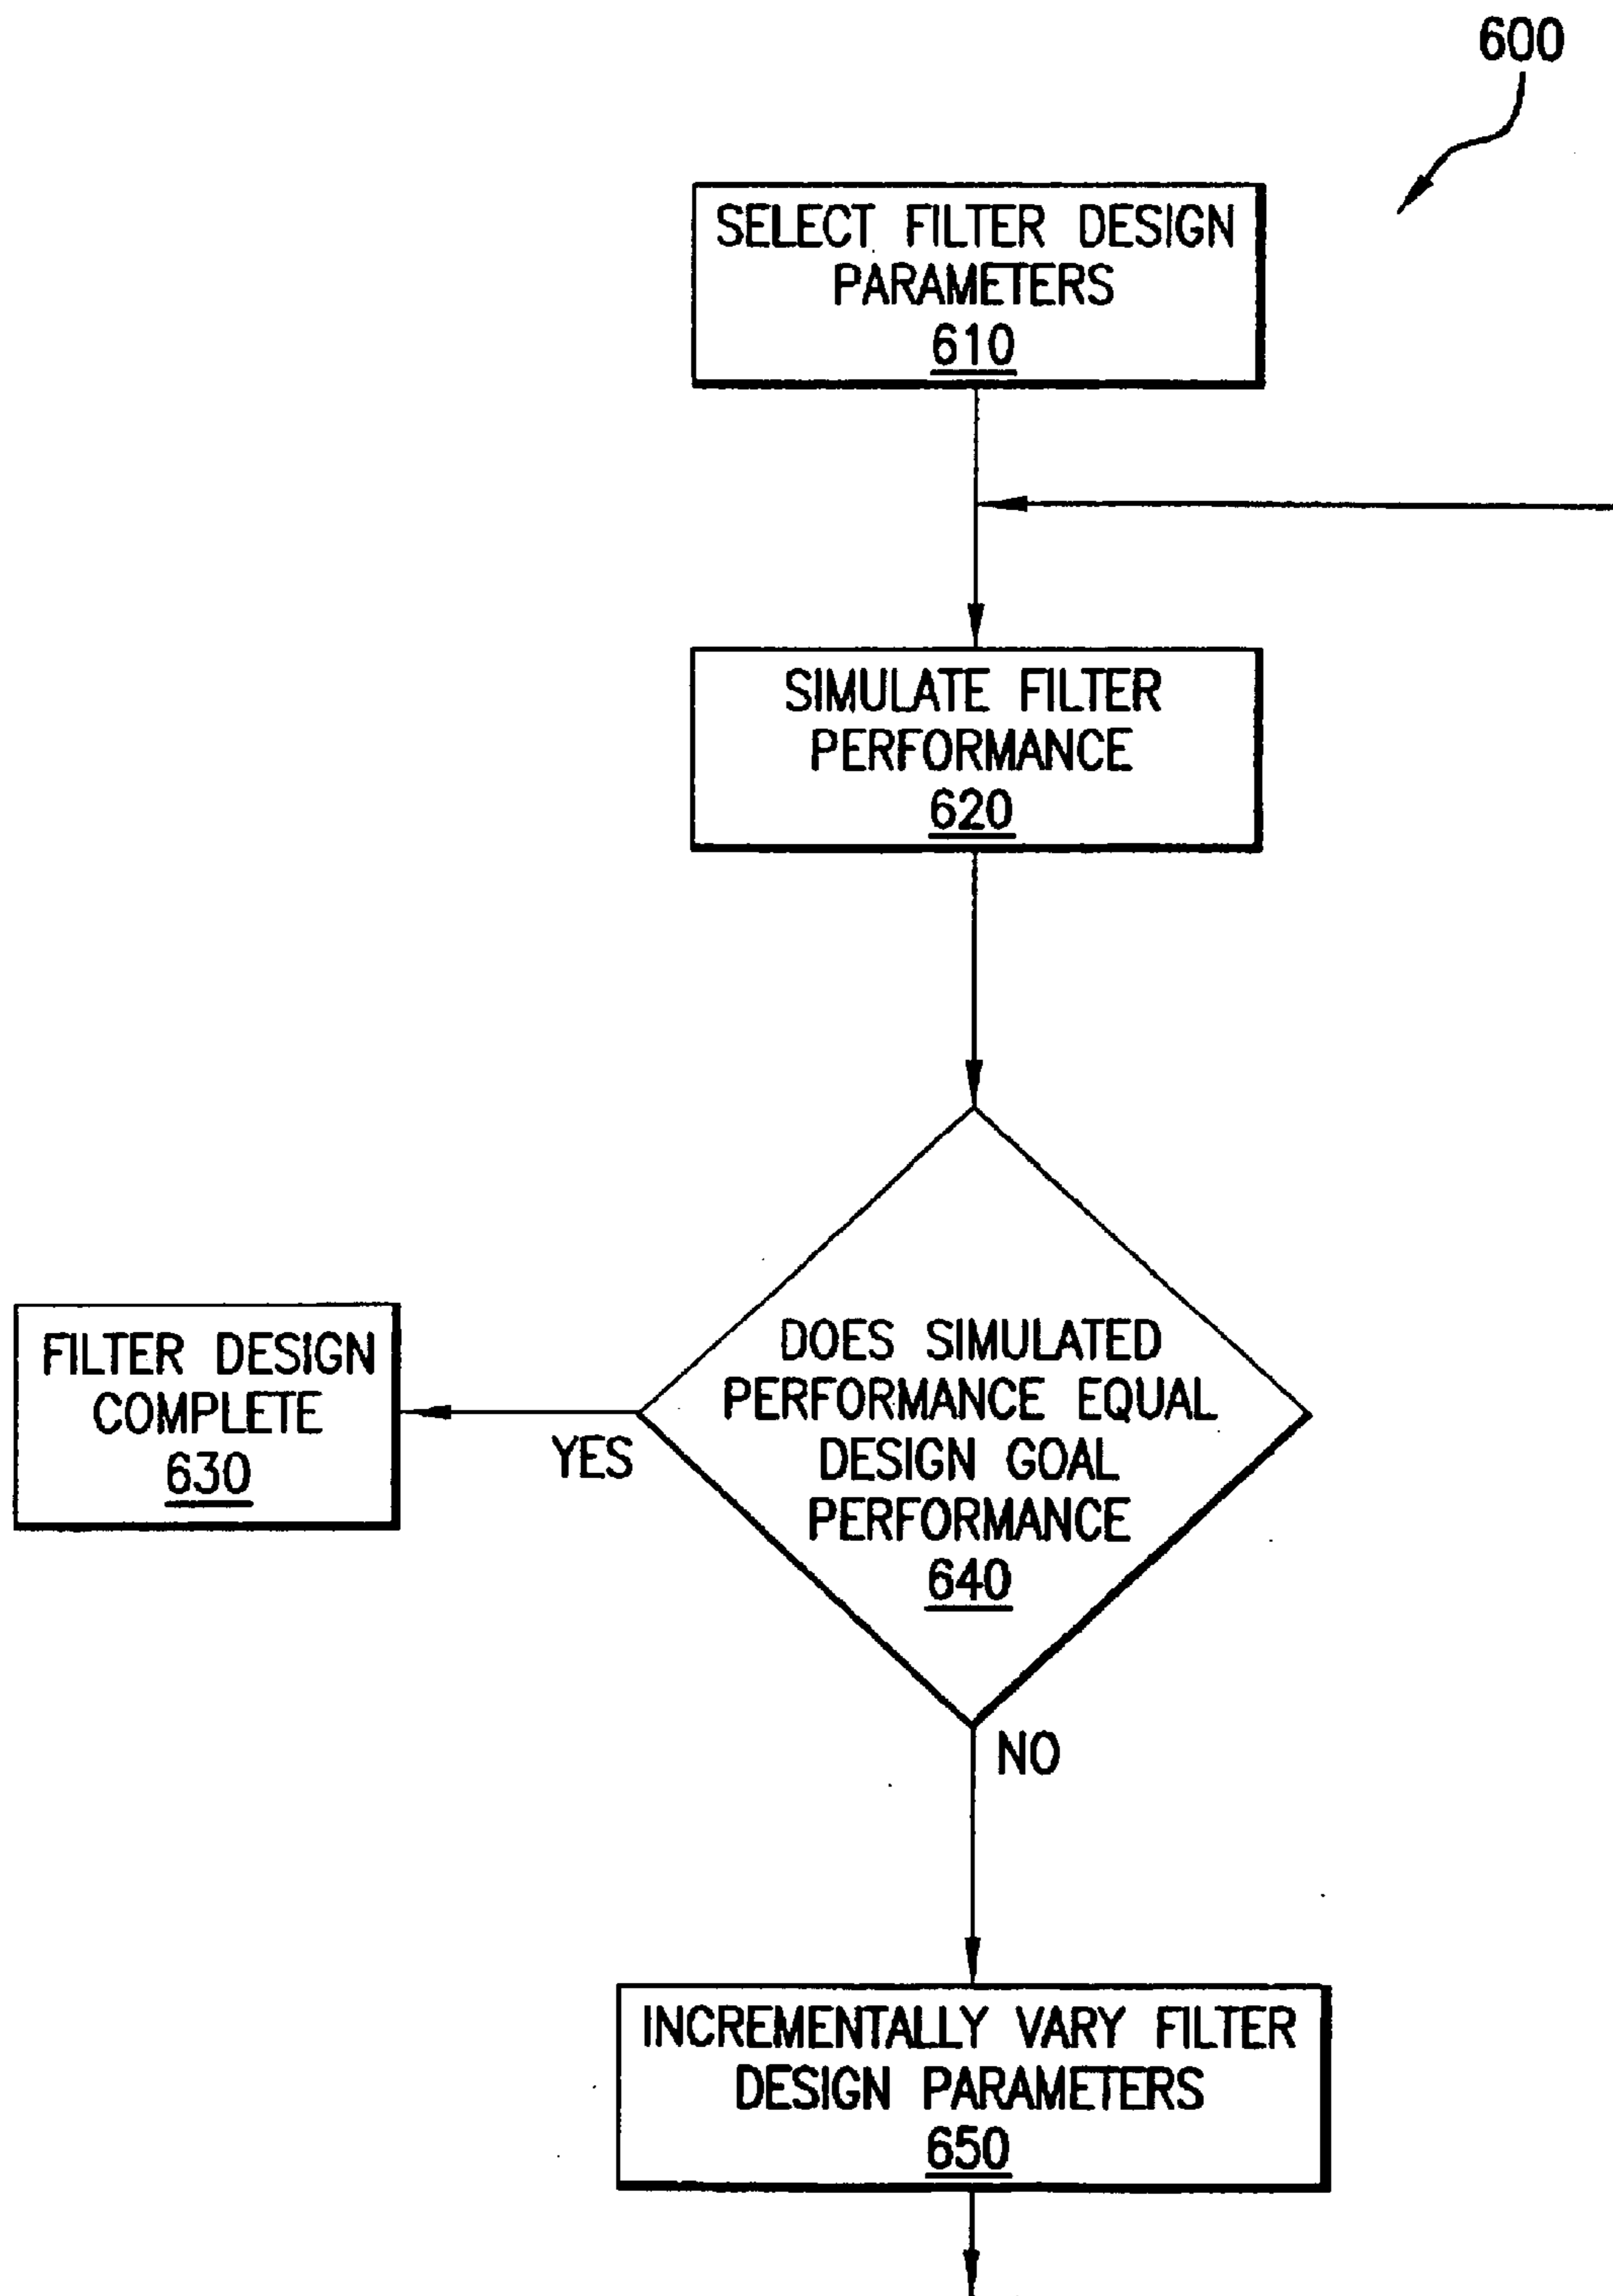 600
SELECT FILTER DESIGN
PARAMETERS
610
SIMULATE FILTER
PERFORMANCE
620
DOES SIMULATED
PERFORMANCE EQUAL
DESIGN GOAL
PERFORMANCE
640
YES
FILTER DESIGN
COMPLETE
630
NO
INCREMENTALLY VARY FILTER
DESIGN PARAMETERS
650